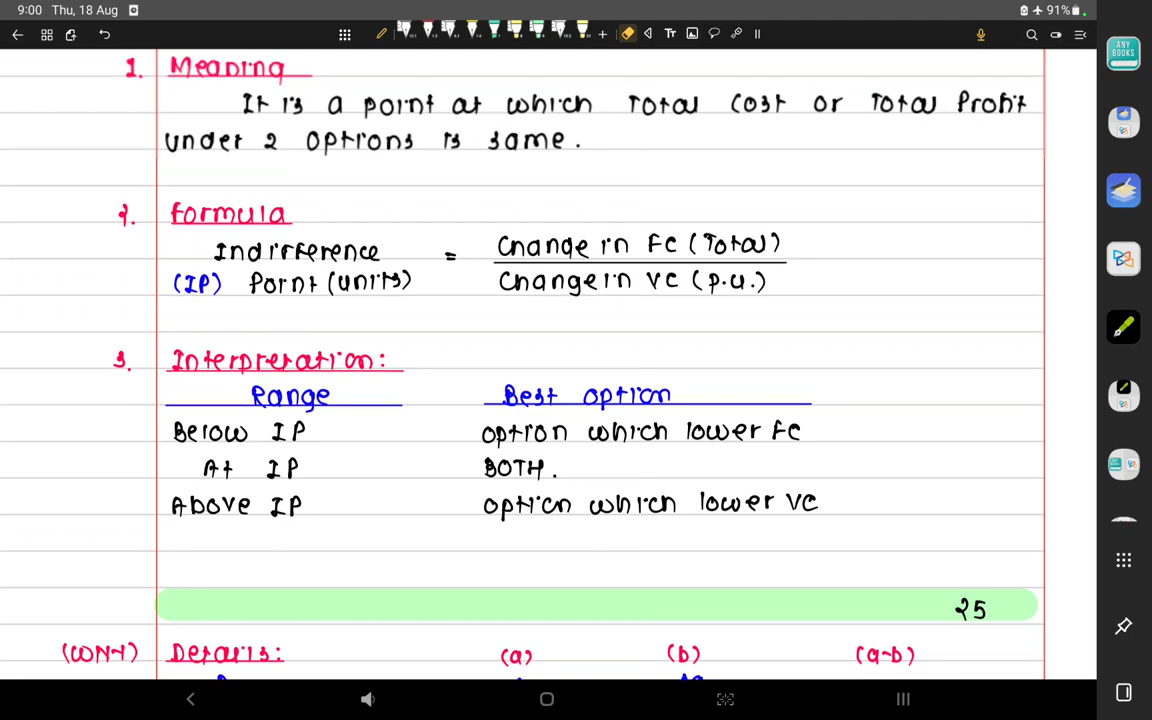 9:00 Thu, 18 Aug
91%
Tr
ANY BOOKS
1. Meaning
It is a point at which Total Cost or Total Profit
under 2 options is same.
2. Formula
Indifference = Change in FC (Total)
(IP) Point (units) Change in VC (p.u.)
3. Interpretation:
Range Best option
Below IP option which lower FC
At IP BOTH.
Above IP option which lower VC
25
(CONT) Details: (a) (b) (a-b)